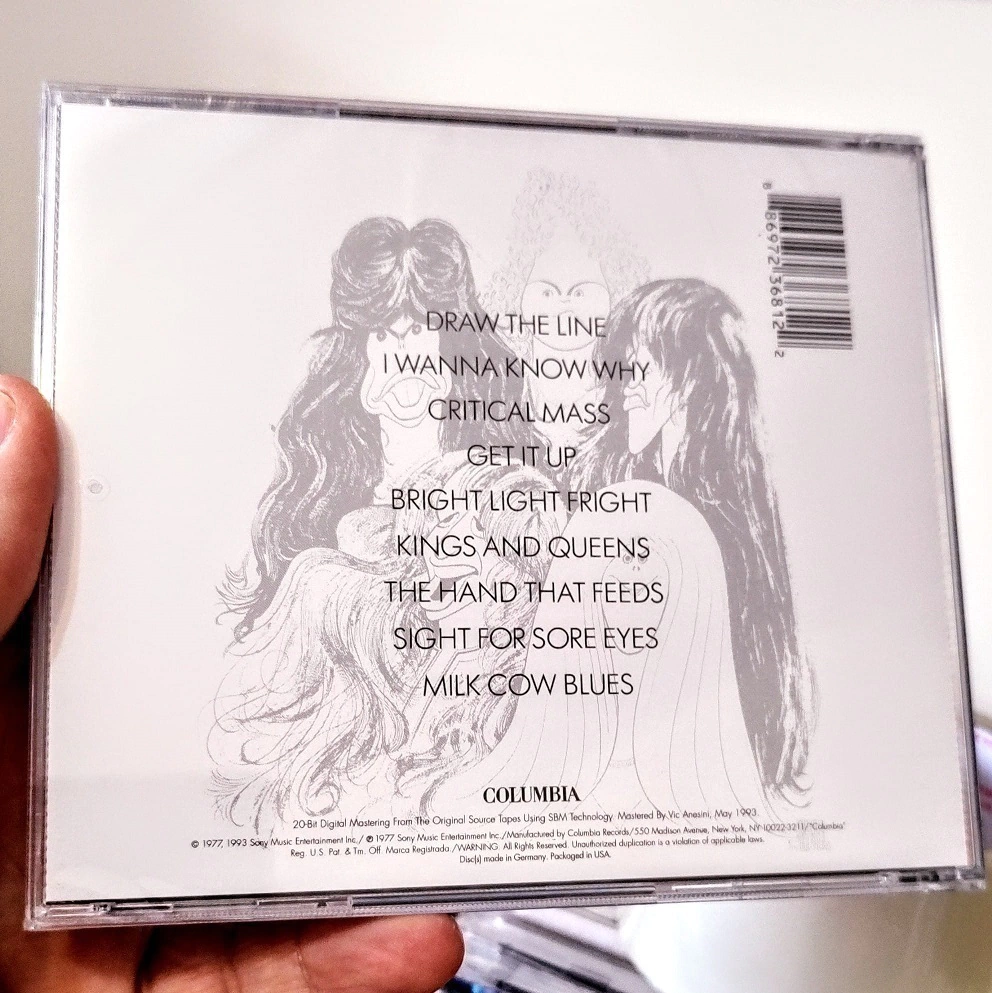 8 86972 36812 2
DRAW THE LINE
I WANNA KNOW WHY
CRITICAL MASS
GET IT UP
BRIGHT LIGHT FRIGHT
KINGS AND QUEENS
THE HAND THAT FEEDS
SIGHT FOR SORE EYES
MILK COW BLUES
COLUMBIA
20-Bit Digital Mastering From The Original Source Tapes Using SBM Technology. Mastered By Vic Anesini, May 1993.
© 1977, 1993 Sony Music Entertainment Inc./ ℗ 1977 Sony Music Entertainment Inc./Manufactured by Columbia Records/550 Madison Avenue, New York, NY 10022-3211/"Columbia"
Reg. U.S. Pat. & Tm. Off. Marca Registrada./WARNING: All Rights Reserved. Unauthorized duplication is a violation of applicable laws.
Disc(s) made in Germany. Packaged in USA.